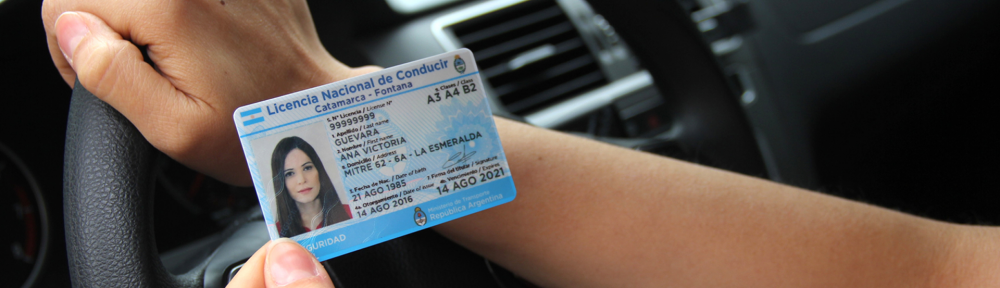 Licencia Nacional de Conducir
Catamarca - Fontana
9. Clases / Class
A3 A4 B2
5. Nº Licencia / License Nº
99999999
1. Apellido / Last name
GUEVARA
2. Nombre / First name
ANA VICTORIA
8. Domicilio / Address
MITRE 62 - 6A - LA ESMERALDA
3. Fecha de Nac. / Date of birth
21 AGO 1985
7. Firma del titular / Signature
4a. Otorgamiento / Date of issue
14 AGO 2016
4b. Vencimiento / Expires
14 AGO 2021
Ministerio de Transporte
República Argentina
GURIDAD